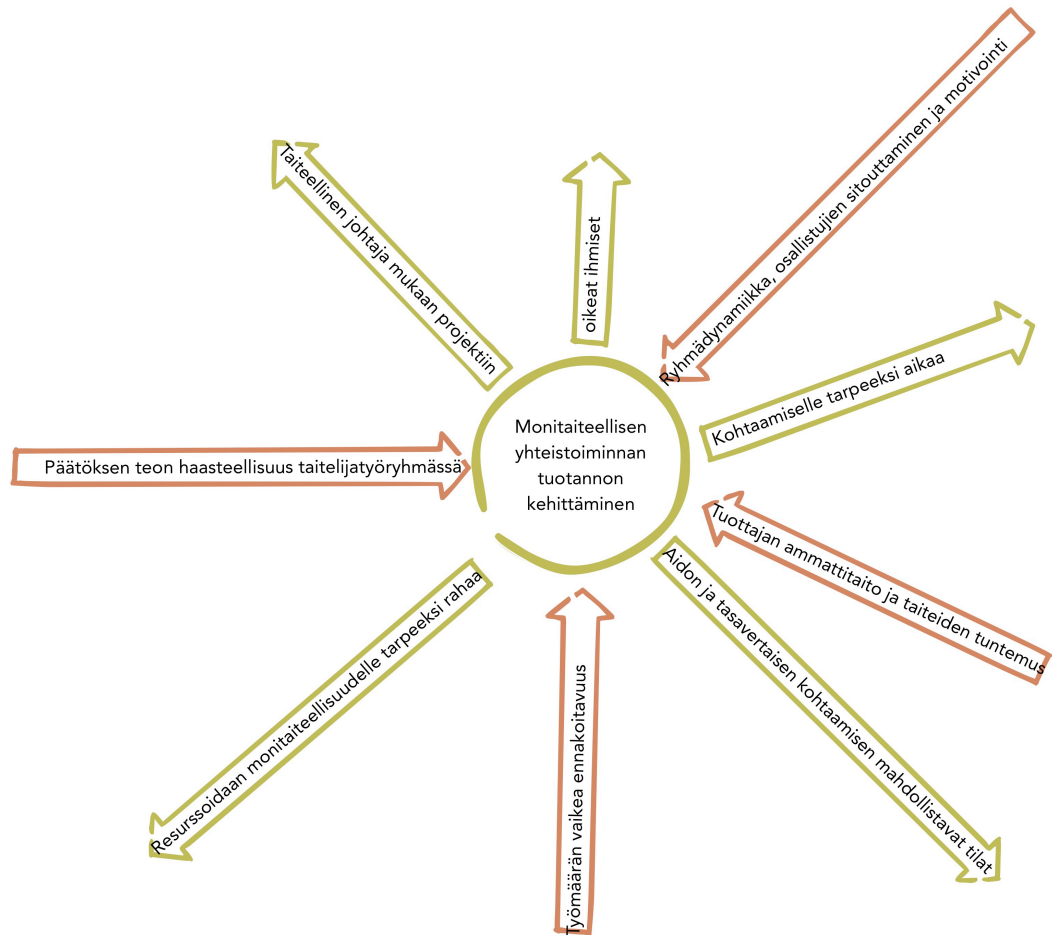 Ryhmädynamiikka, osallistujien sitouttaminen ja motivointi
Taiteellinen johtaja mukaan projektiin
oikeat ihmiset
Kohtaamiselle tarpeeksi aikaa
Monitaiteellisen
yhteistoiminnan
tuotannon
kehittäminen
Päätöksen teon haasteellisuus taitelijatyöryhmässä
Tuottajan ammattitaito ja taiteiden tuntemus
Aidon ja tasavertaisen kohtaamisen mahdollistavat tilat
Resurssoidaan monitaiteellisuudelle tarpeeksi rahaa
Työmäärän vaikea ennakoitavuus